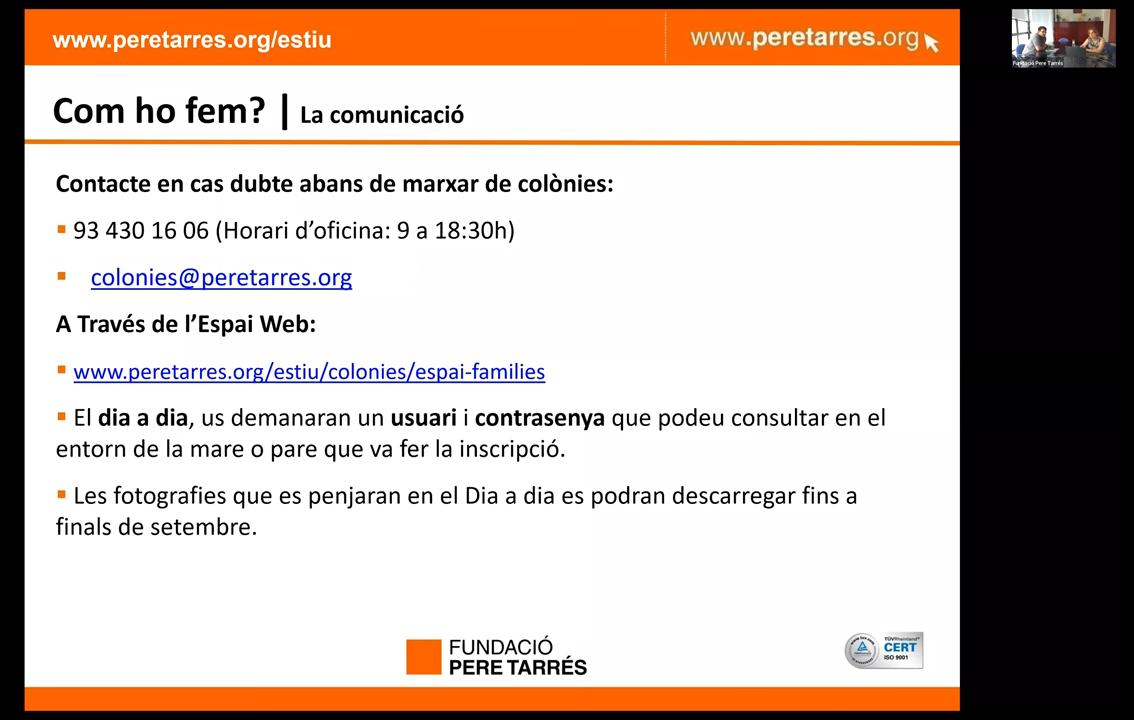 www.peretarres.org/estiu
www.peretarres.org
Fundació Pere Tarrés
Com ho fem? | La comunicació
Contacte en cas dubte abans de marxar de colònies:
▪ 93 430 16 06 (Horari d’oficina: 9 a 18:30h)
▪ colonies@peretarres.org
A Través de l’Espai Web:
▪ www.peretarres.org/estiu/colonies/espai-families
▪ El dia a dia, us demanaran un usuari i contrasenya que podeu consultar en el
entorn de la mare o pare que va fer la inscripció.
▪ Les fotografies que es penjaran en el Dia a dia es podran descarregar fins a
finals de setembre.
FUNDACIÓ
PERE TARRÉS
TÜVRheinland
CERT
ISO 9001